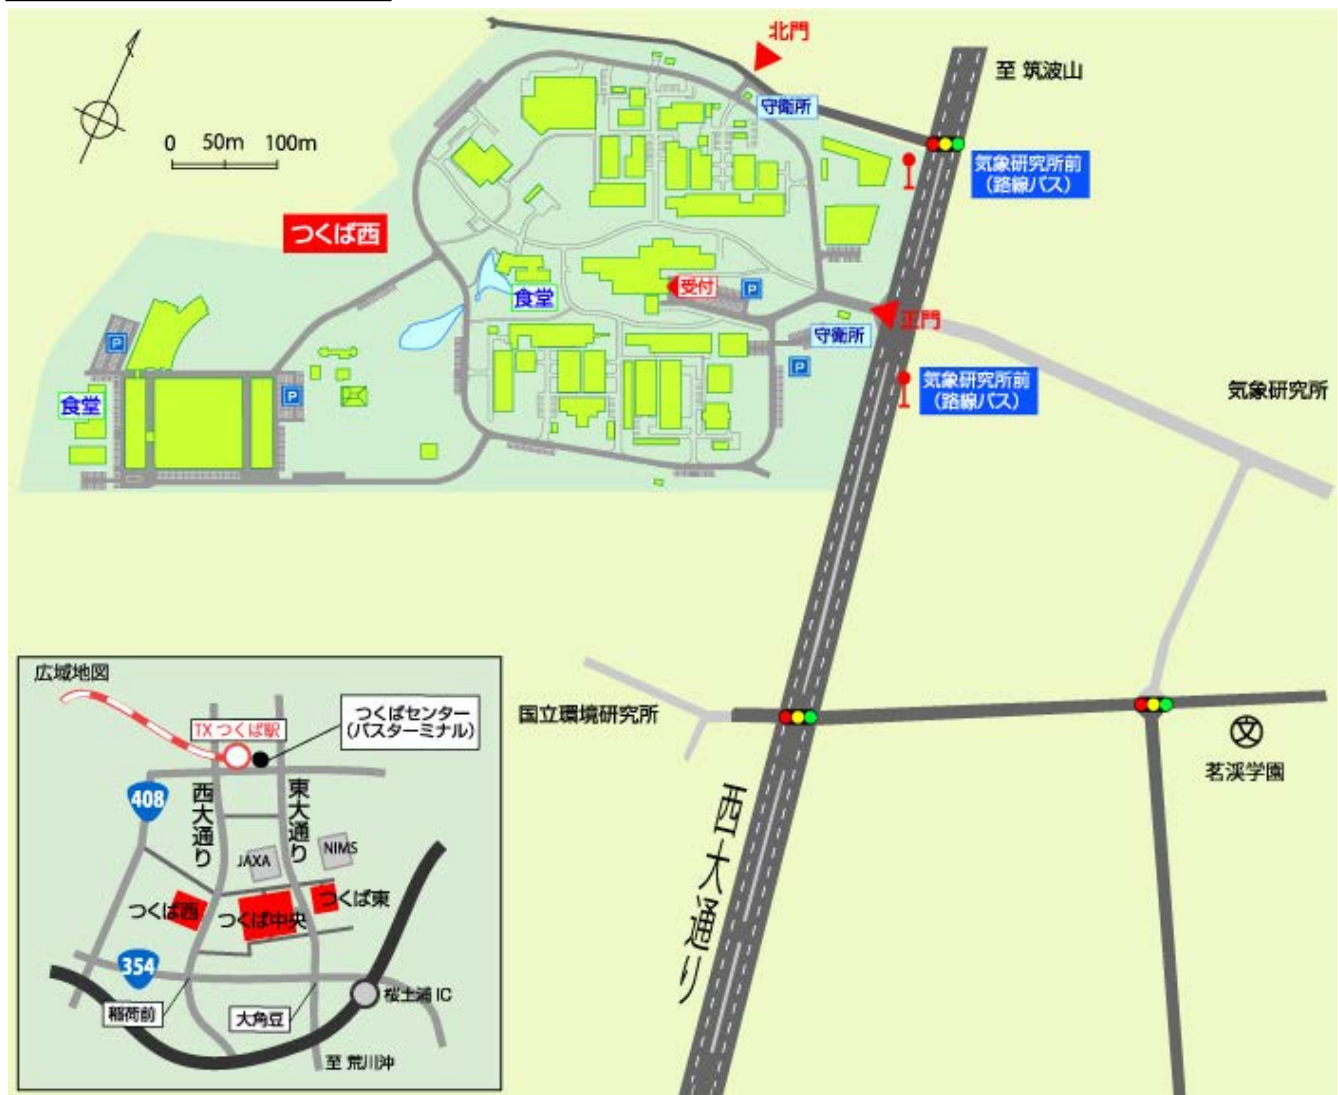 北門
至 筑波山
守衛所
0 50m 100m
気象研究所前
(路線バス)
つくば西
受付
P
食堂
正門
守衛所
P
P
P
気象研究所前
(路線バス)
気象研究所
食堂
国立環境研究所
文
茗溪学園
西大通り
広域地図
つくばセンター
(バスターミナル)
TX つくば駅
408
西大通り
東大通り
JAXA
NIMS
つくば西
つくば中央
つくば東
354
稲荷前
大角豆
桜土浦 IC
至 荒川沖